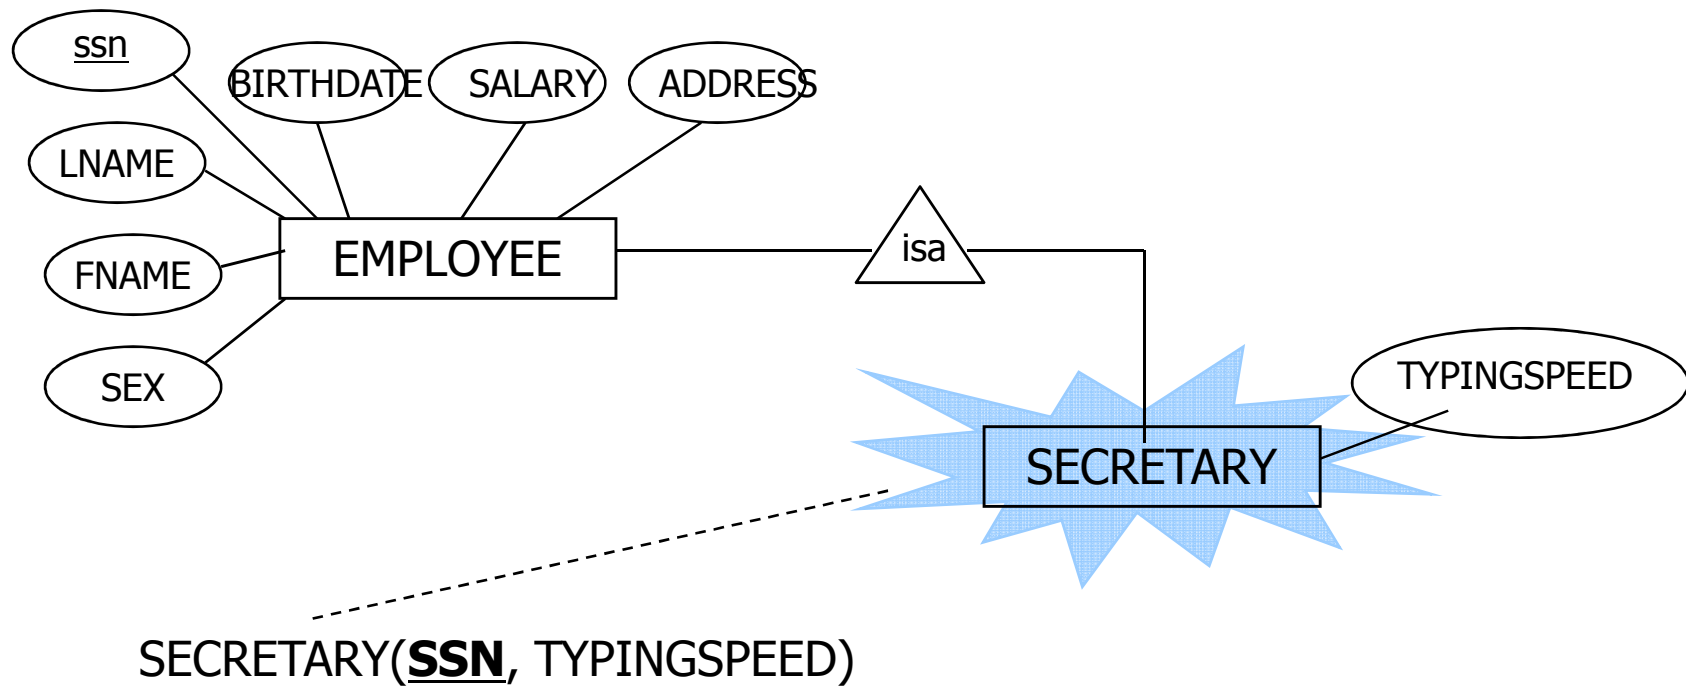 ssn
BIRTHDATE
SALARY
ADDRESS
LNAME
FNAME
SEX
EMPLOYEE
isa
TYPINGSPEED
SECRETARY
SECRETARY(SSN, TYPINGSPEED)